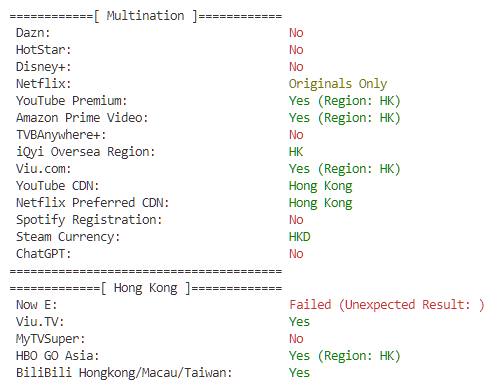 ============[ Multination ]============
Dazn: No
HotStar: No
Disney+: No
Netflix: Originals Only
YouTube Premium: Yes (Region: HK)
Amazon Prime Video: Yes (Region: HK)
TVBAnywhere+: No
iQyi Oversea Region: HK
Viu.com: Yes (Region: HK)
YouTube CDN: Hong Kong
Netflix Preferred CDN: Hong Kong
Spotify Registration: No
Steam Currency: HKD
ChatGPT: No
=======================================
=============[ Hong Kong ]=============
Now E: Failed (Unexpected Result: )
Viu.TV: Yes
MyTVSuper: No
HBO GO Asia: Yes (Region: HK)
BiliBili Hongkong/Macau/Taiwan: Yes